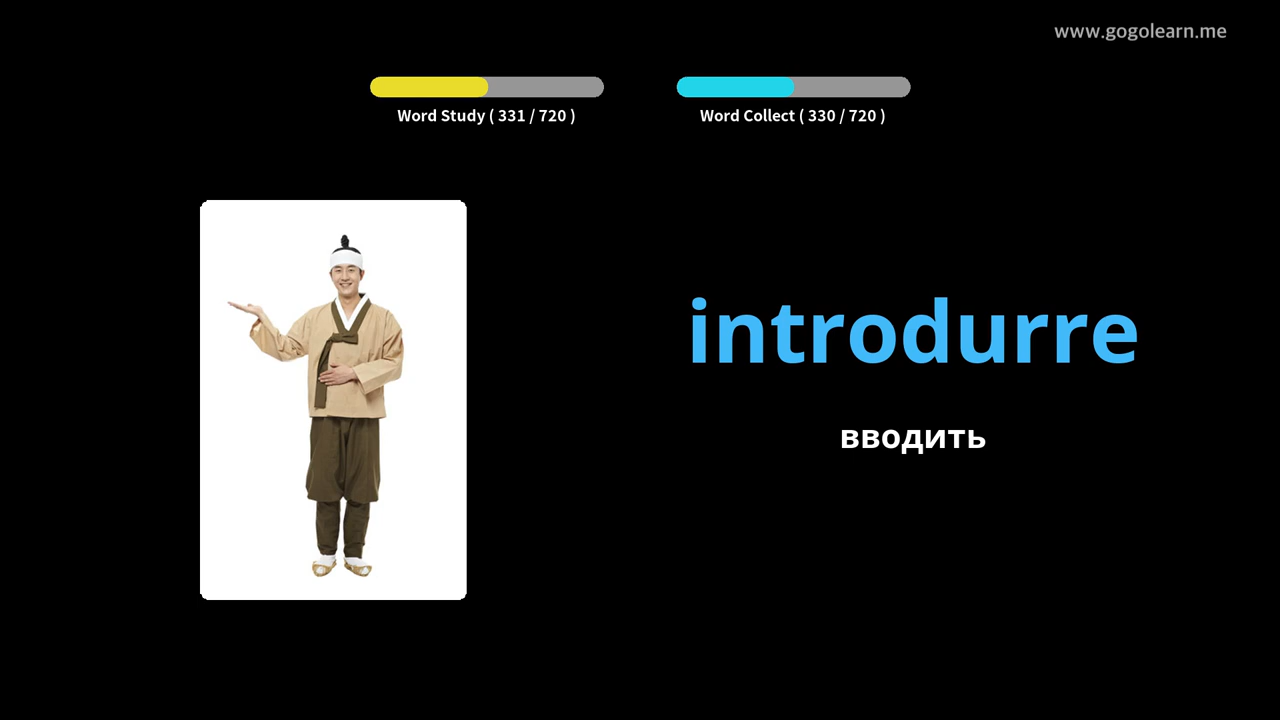 www.gogolearn.me
Word Study ( 331 / 720 )
Word Collect ( 330 / 720 )
introdurre
вводить